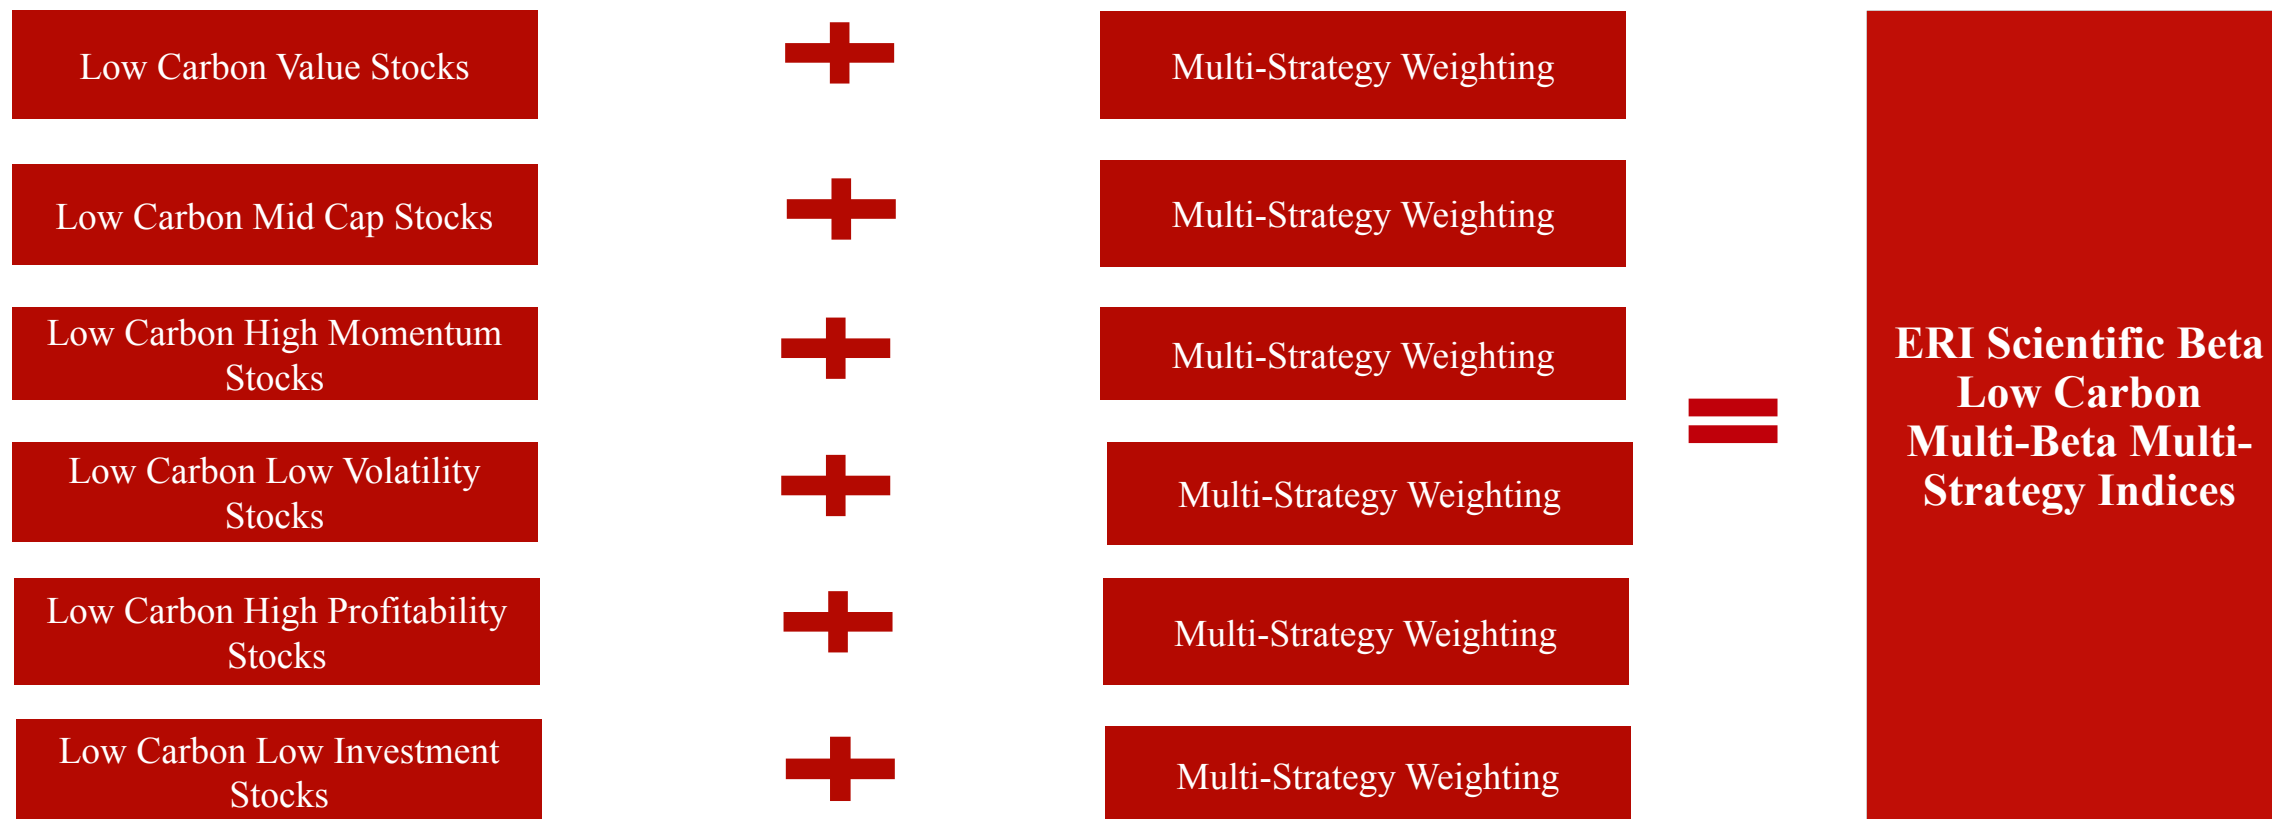 Low Carbon Value Stocks
Multi-Strategy Weighting
Low Carbon Mid Cap Stocks
Multi-Strategy Weighting
Low Carbon High Momentum
Stocks
Multi-Strategy Weighting
Low Carbon Low Volatility
Stocks
Multi-Strategy Weighting
Low Carbon High Profitability
Stocks
Multi-Strategy Weighting
Low Carbon Low Investment
Stocks
Multi-Strategy Weighting
ERI Scientific Beta
Low Carbon
Multi-Beta Multi-
Strategy Indices